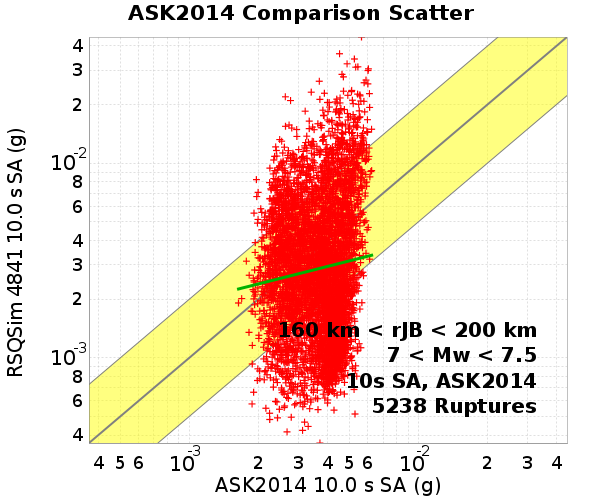 ASK2014 Comparison Scatter
RSQSim 4841 10.0 s SA (g)
4
3
2
10-2
8
6
4
3
2
10-3
8
6
4
160 km < rJB < 200 km
7 < Mw < 7.5
10s SA, ASK2014
5238 Ruptures
4 5 6 10-3 2 3 4 5 6 10-2 2 3 4
ASK2014 10.0 s SA (g)